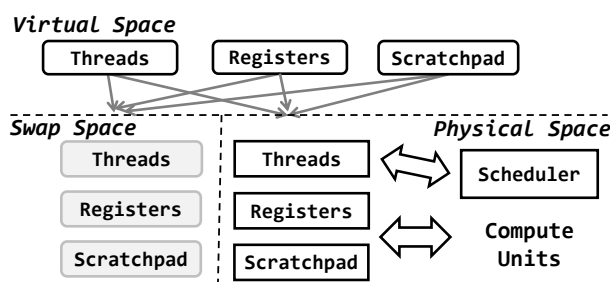 Virtual Space
Threads Registers Scratchpad
Swap Space Physical Space
Threads Threads Scheduler
Registers Registers
Compute
Units
Scratchpad Scratchpad